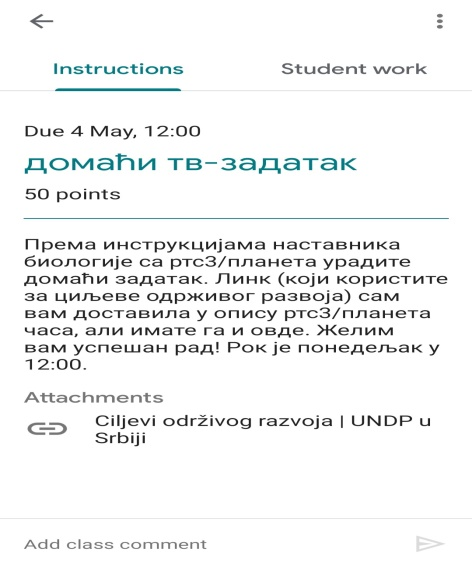 Instructions
Student work
Due 4 May, 12:00
домаћи тв-задатак
50 points
Према инструкцијама наставника
биологије са ртс3/планета урадите
домаћи задатак. Линк (који користите
за циљеве одрживог развоја) сам
вам доставила у опису ртс3/планета
часа, али имате га и овде. Желим
вам успешан рад! Рок је понедељак у
12:00.
Attachments
Ciljevi održivog razvoja | UNDP u
Srbiji
Add class comment